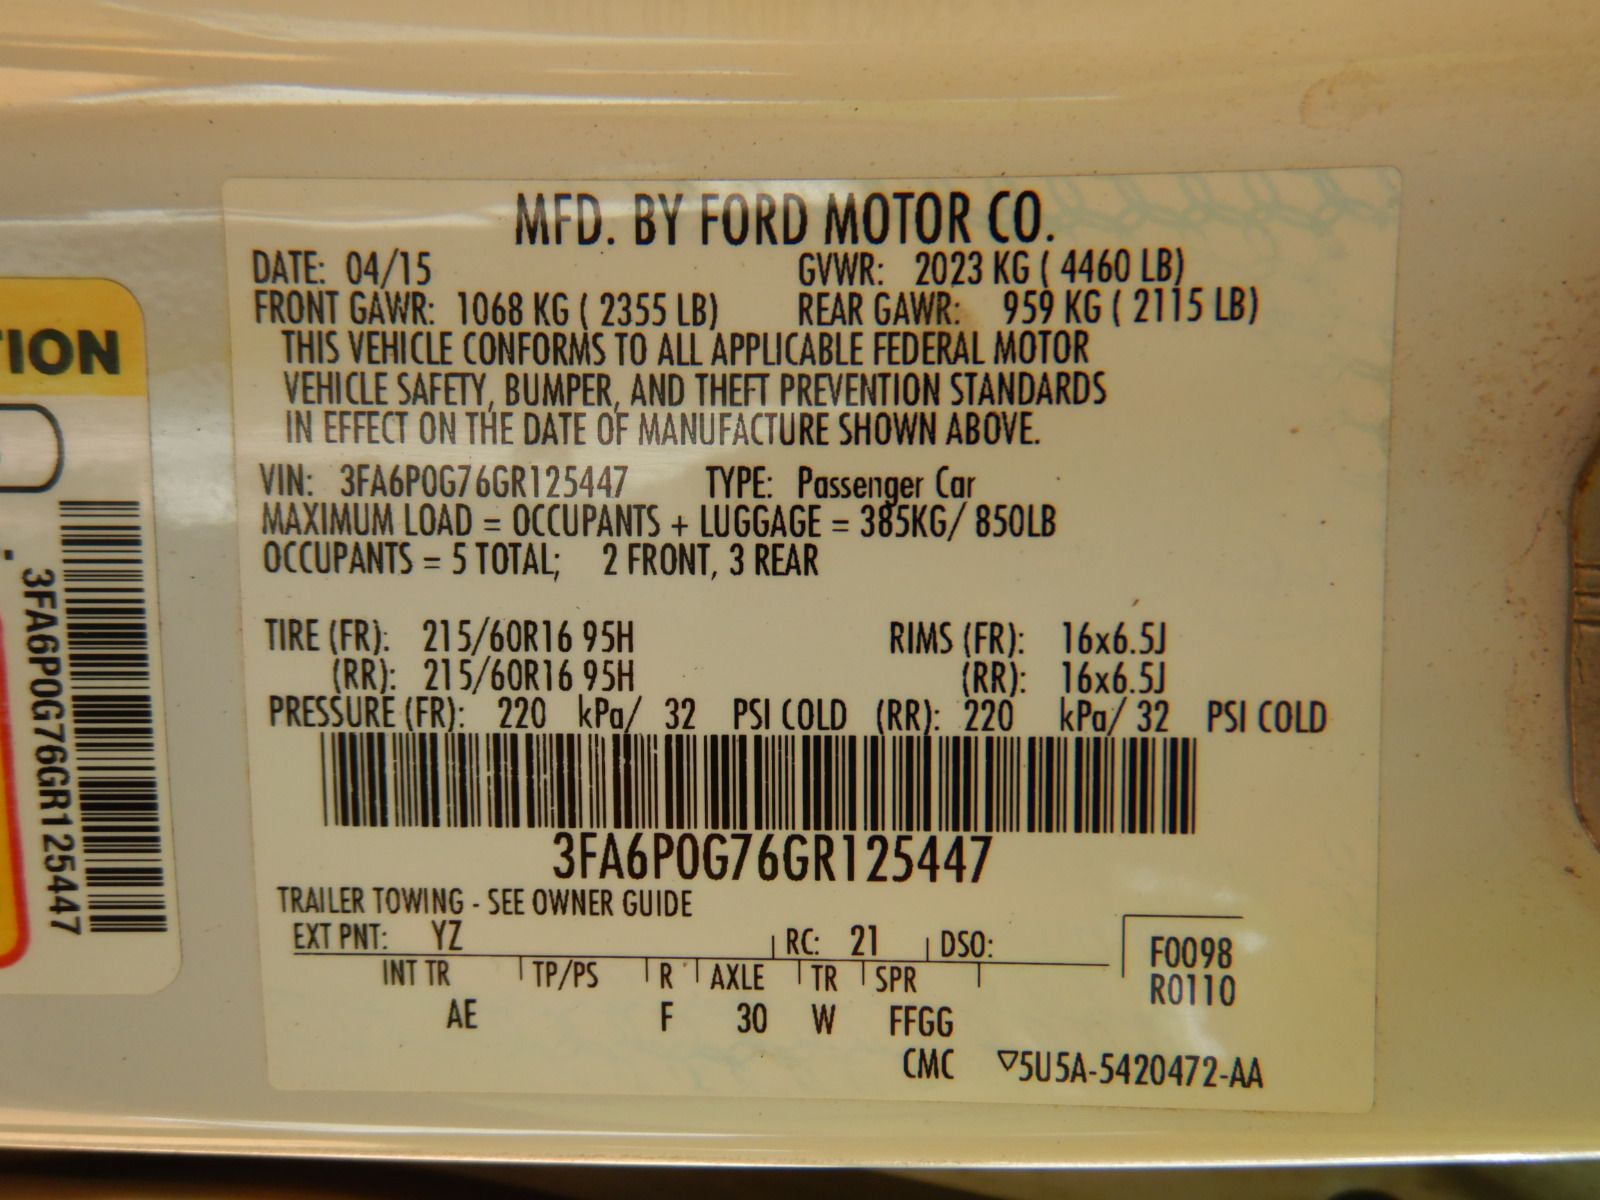 MFD. BY FORD MOTOR CO.
DATE: 04/15 GVWR: 2023 KG ( 4460 LB)
FRONT GAWR: 1068 KG ( 2355 LB) REAR GAWR: 959 KG ( 2115 LB)
THIS VEHICLE CONFORMS TO ALL APPLICABLE FEDERAL MOTOR
VEHICLE SAFETY, BUMPER, AND THEFT PREVENTION STANDARDS
IN EFFECT ON THE DATE OF MANUFACTURE SHOWN ABOVE.
VIN: 3FA6P0G76GR125447 TYPE: Passenger Car
MAXIMUM LOAD = OCCUPANTS + LUGGAGE = 385KG/ 850LB
OCCUPANTS = 5 TOTAL; 2 FRONT, 3 REAR
TIRE (FR): 215/60R16 95H RIMS (FR): 16x6.5J
(RR): 215/60R16 95H (RR): 16x6.5J
PRESSURE (FR): 220 kPa/ 32 PSI COLD (RR): 220 kPa/ 32 PSI COLD
3FA6P0G76GR125447
TRAILER TOWING - SEE OWNER GUIDE
EXT PNT: YZ RC: 21 DSO: F0098
INT TR TP/PS R AXLE TR SPR R0110
AE F 30 W FFGG
CMC ▽5U5A-5420472-AA
TION
3FA6P0G76GR125447